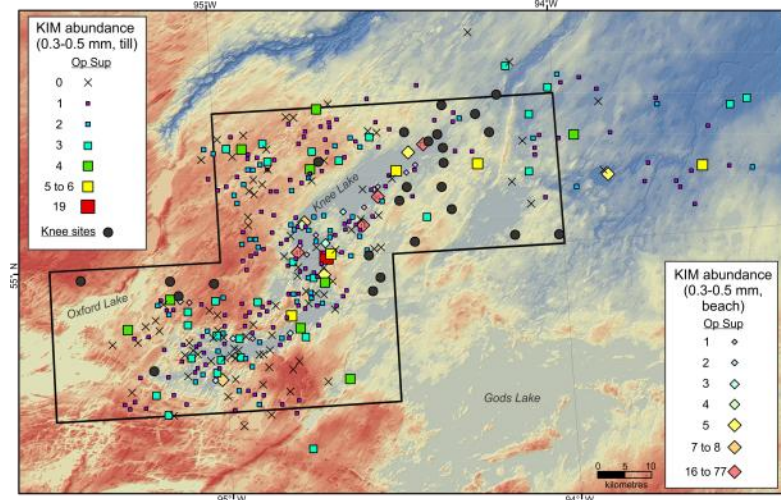 95°W
94°W
KIM abundance
(0.3-0.5 mm, till)
Op Sup
0
1
2
3
4
5 to 6
19
Knee sites
Knee Lake
55°N
Oxford Lake
Gods Lake
KIM abundance
(0.3-0.5 mm,
beach)
Op Sup
1
2
3
4
5
7 to 8
16 to 77
0 5 10
kilometres
95°W
94°W